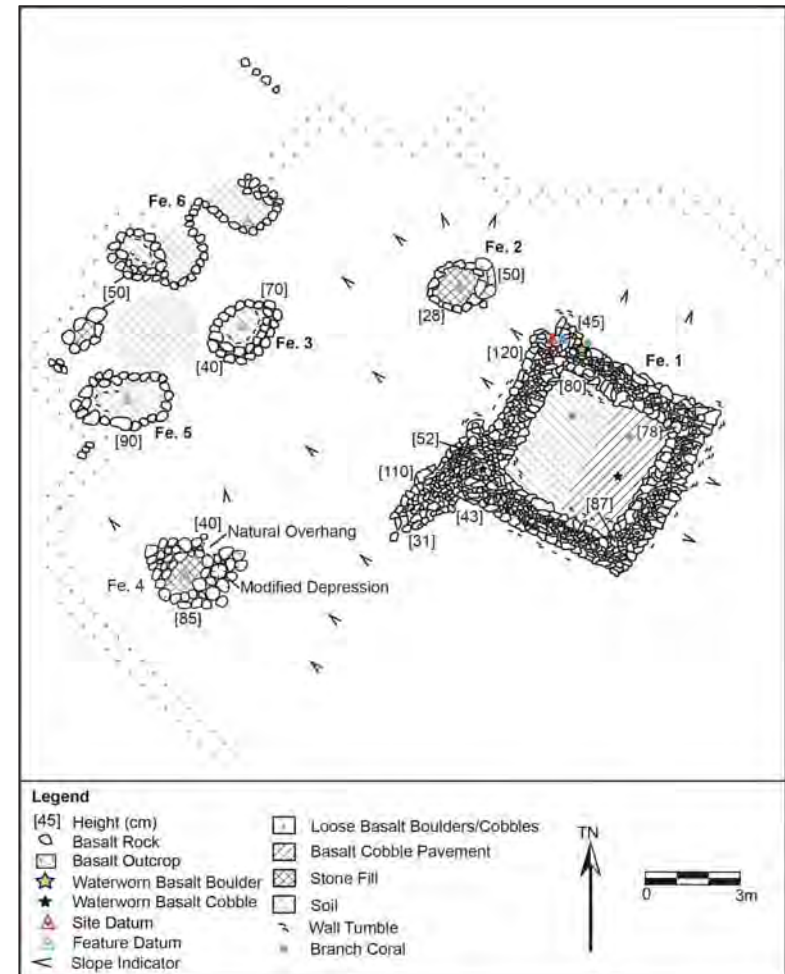 Fe. 6
Fe. 2
[50]
[28]
[50]
[70]
Fe. 3
[40]
[45]
Fe. 1
[120]
[80]
Fe. 5
[90]
[52]
[78]
[110]
[87]
[43]
[31]
[40]
Natural Overhang
Fe. 4
Modified Depression
[85]
Legend
[45] Height (cm)
Basalt Rock
Basalt Outcrop
Waterworn Basalt Boulder
Waterworn Basalt Cobble
Site Datum
Feature Datum
Slope Indicator
Loose Basalt Boulders/Cobbles
Basalt Cobble Pavement
Stone Fill
Soil
Wall Tumble
Branch Coral
TN
0 3m